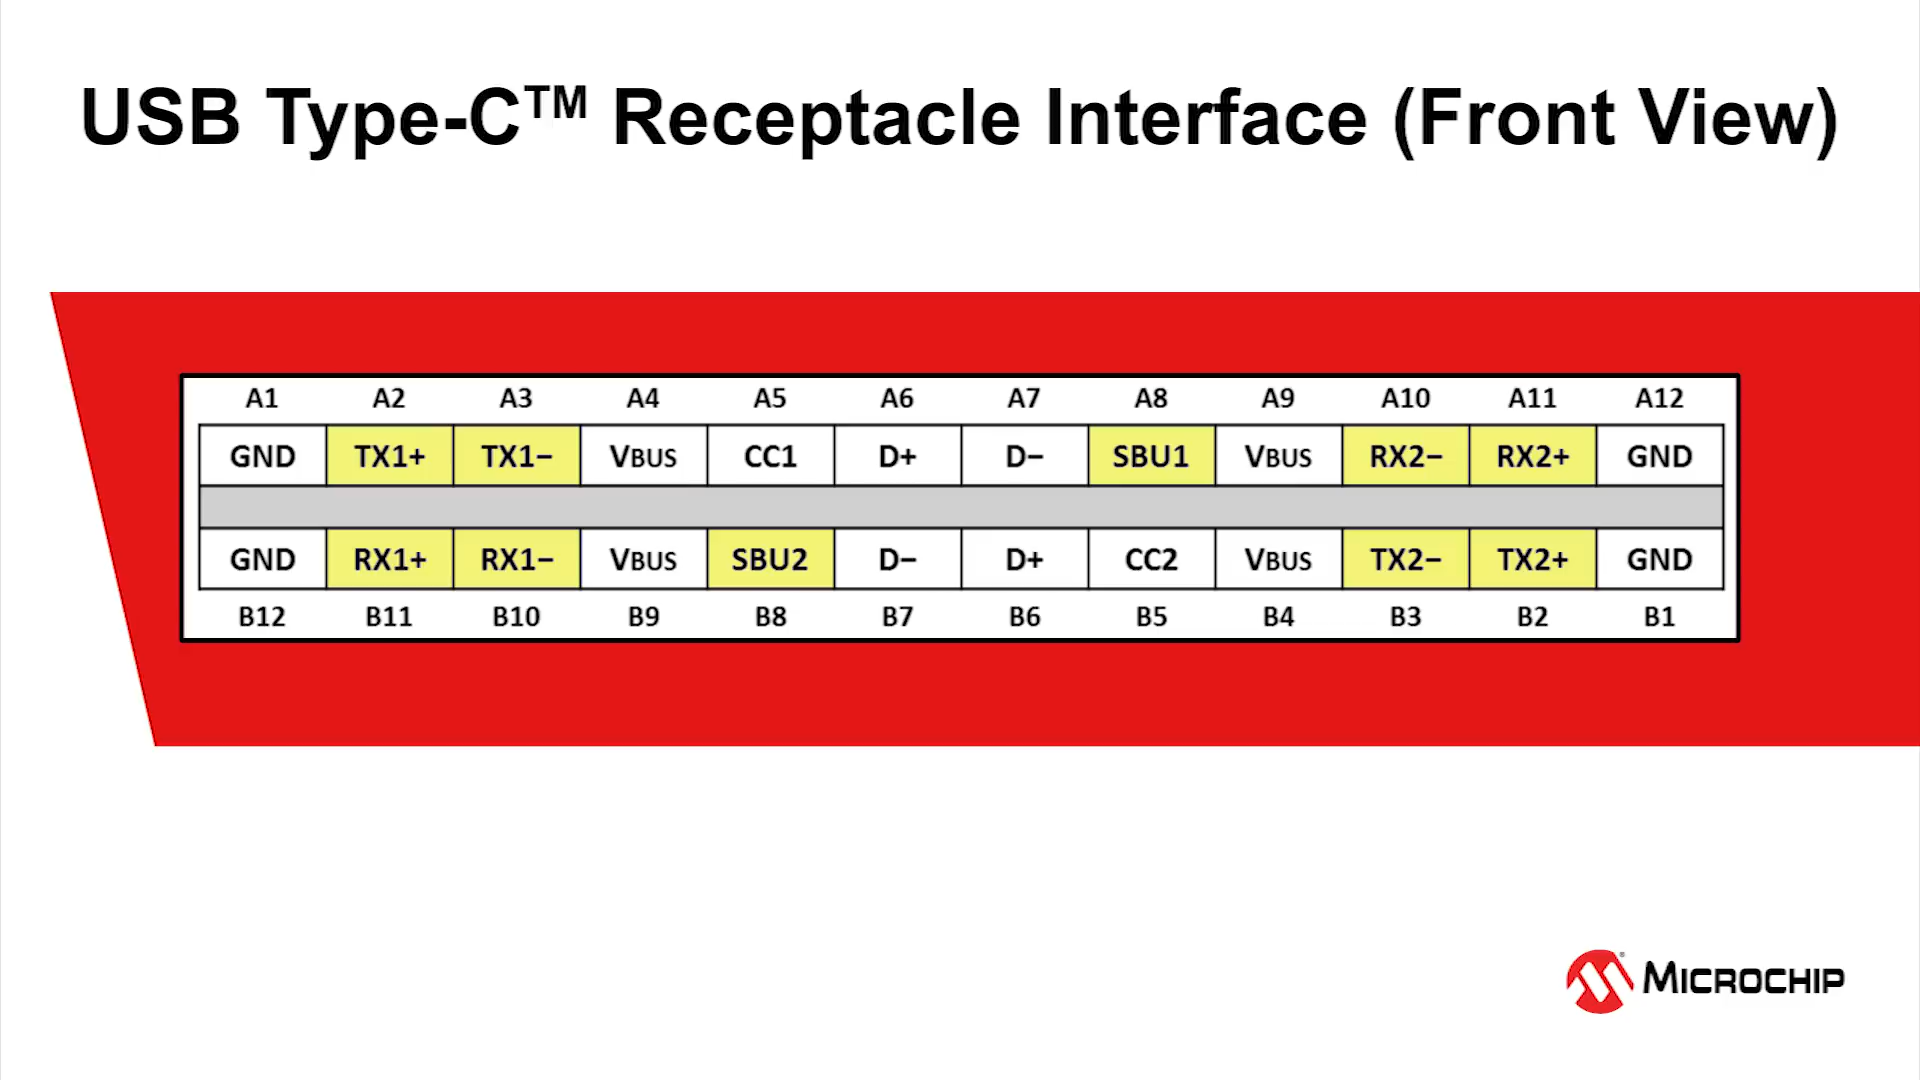 USB Type-C™ Receptacle Interface (Front View)
A1 A2 A3 A4 A5 A6 A7 A8 A9 A10 A11 A12
GND TX1+ TX1− VBUS CC1 D+ D− SBU1 VBUS RX2− RX2+ GND
GND RX1+ RX1− VBUS SBU2 D− D+ CC2 VBUS TX2− TX2+ GND
B12 B11 B10 B9 B8 B7 B6 B5 B4 B3 B2 B1
MICROCHIP